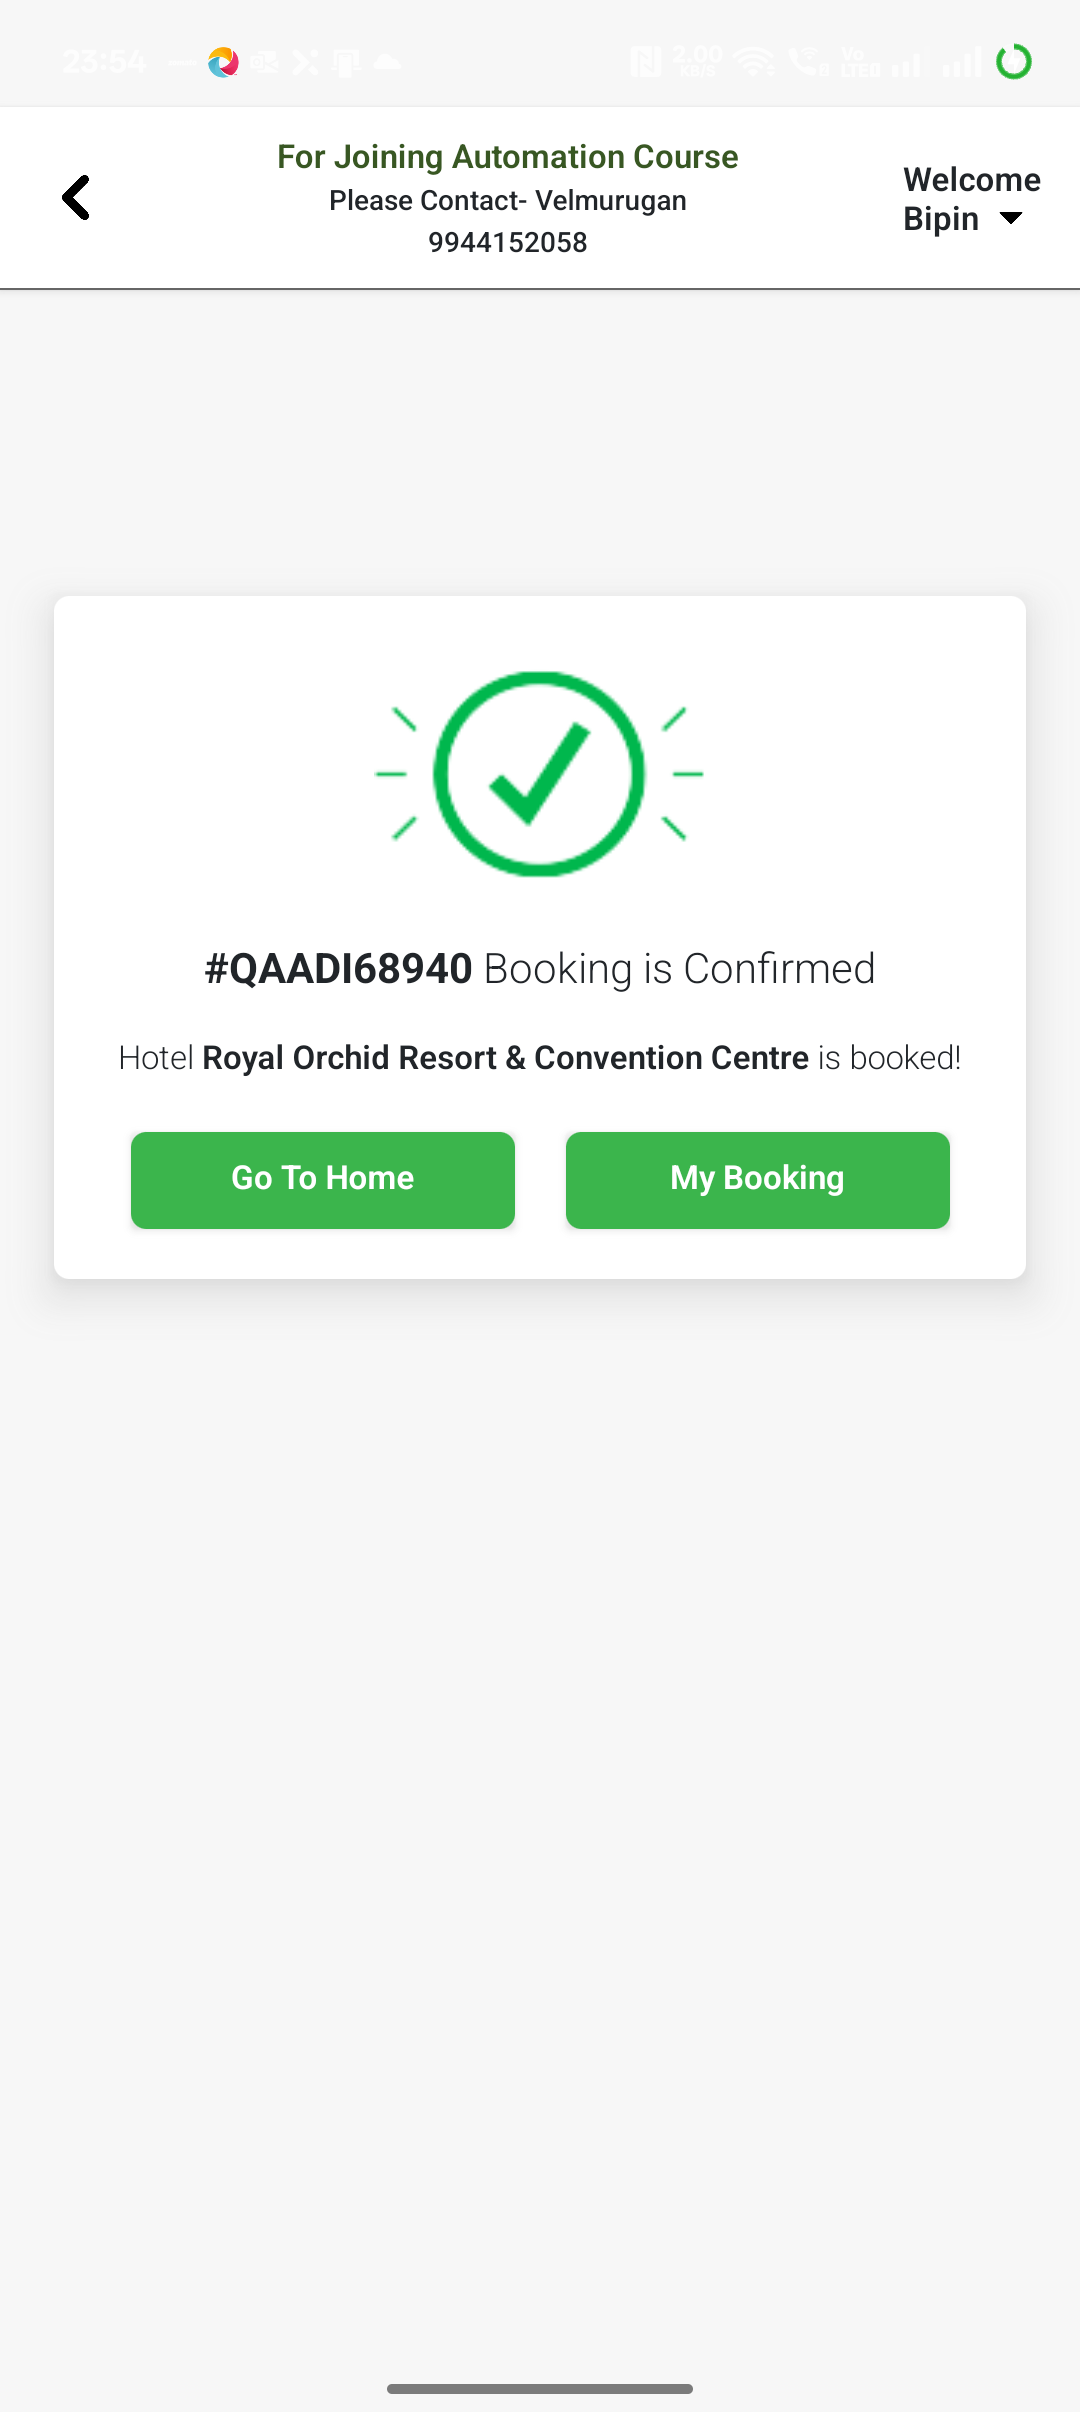 23:54
2.00
KB/S
Vo
LTE
For Joining Automation Course
Please Contact- Velmurugan
9944152058
Welcome
Bipin
#QAADI68940 Booking is Confirmed
Hotel Royal Orchid Resort & Convention Centre is booked!
Go To Home
My Booking